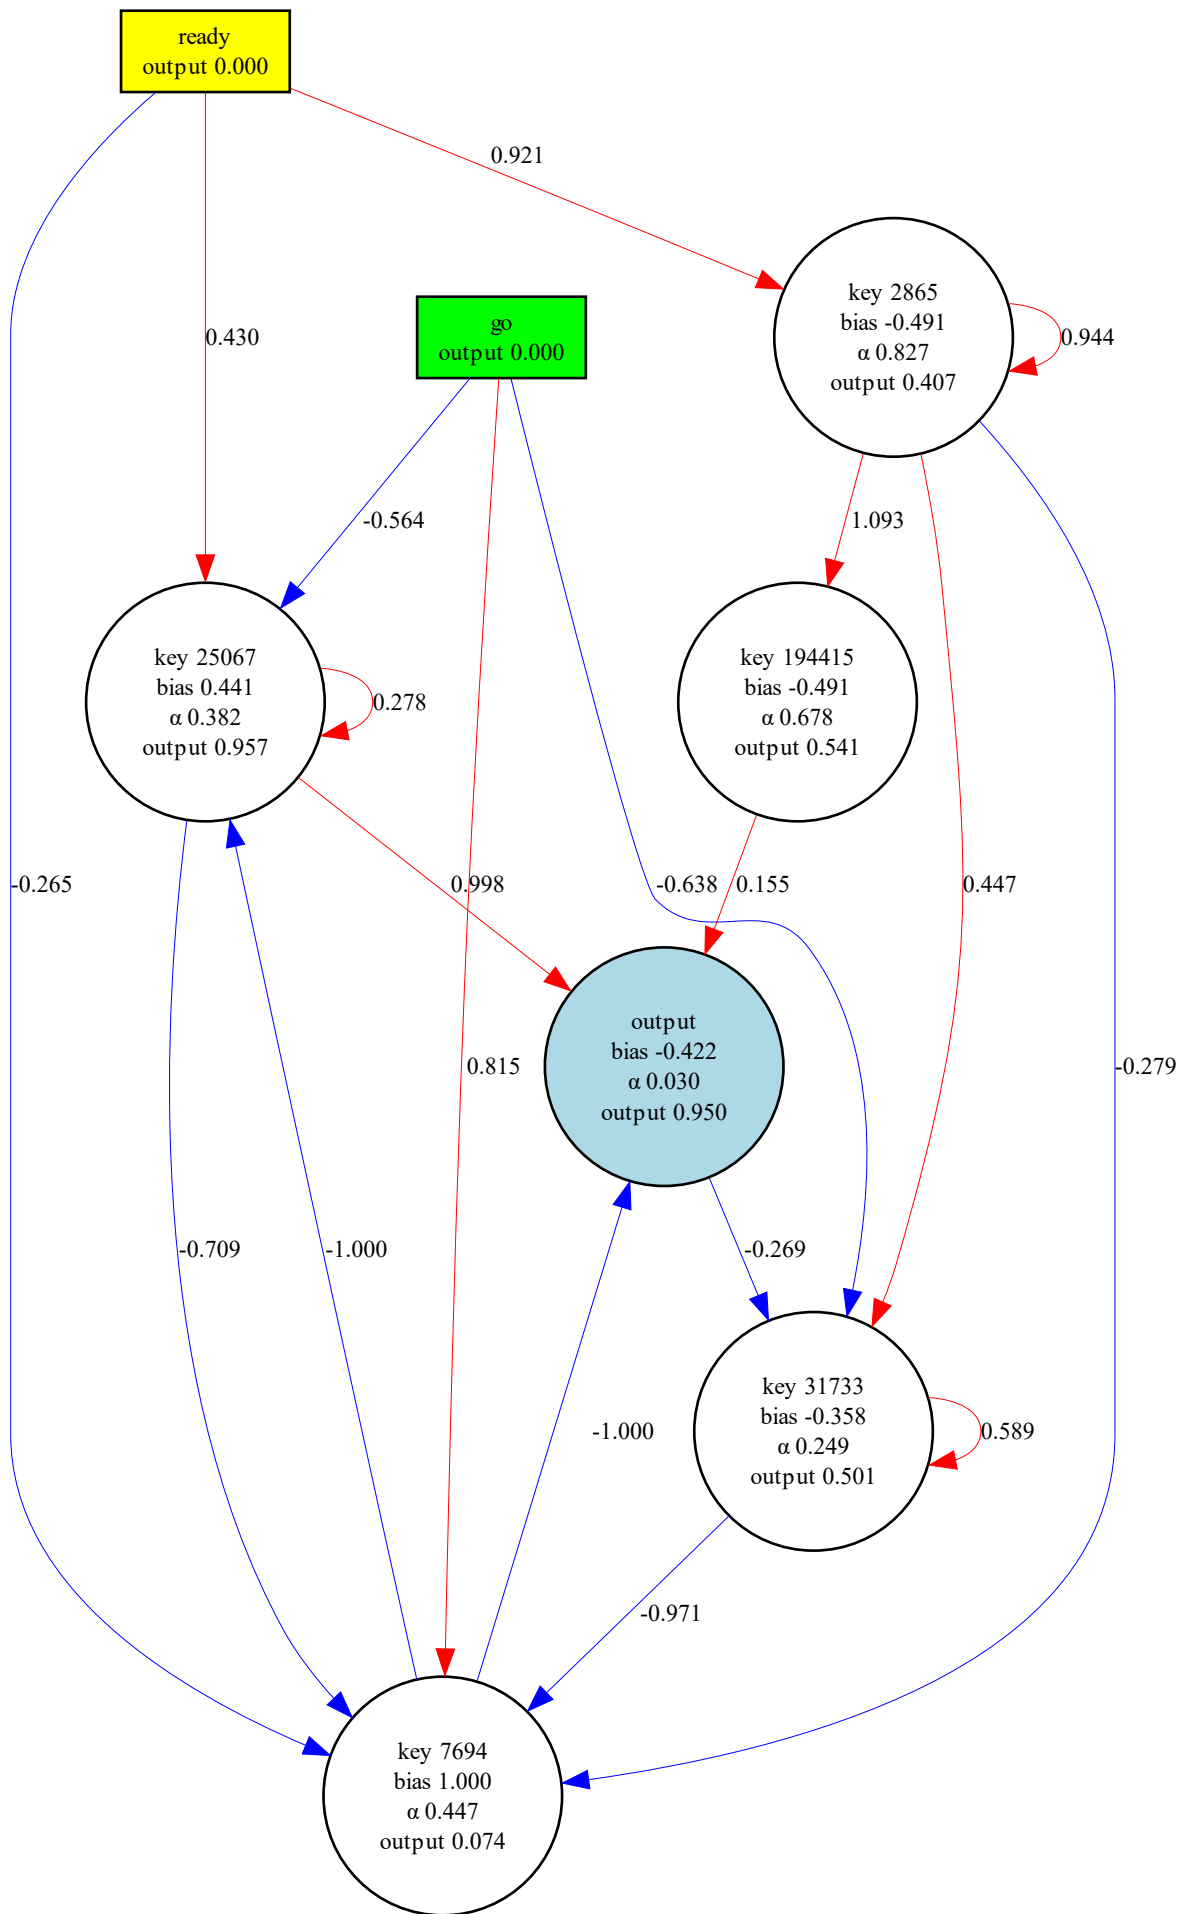 ready
output 0.000
0.921
key 2865
bias -0.491
α 0.827
output 0.407
0.944
go
output 0.000
0.430
-0.564
1.093
key 25067
bias 0.441
α 0.382
output 0.957
0.278
key 194415
bias -0.491
α 0.678
output 0.541
-0.265
0.998
-0.638
0.155
0.447
output
bias -0.422
α 0.030
output 0.950
0.815
-0.279
-0.709
-1.000
-0.269
key 31733
bias -0.358
α 0.249
output 0.501
0.589
-1.000
-0.971
key 7694
bias 1.000
α 0.447
output 0.074